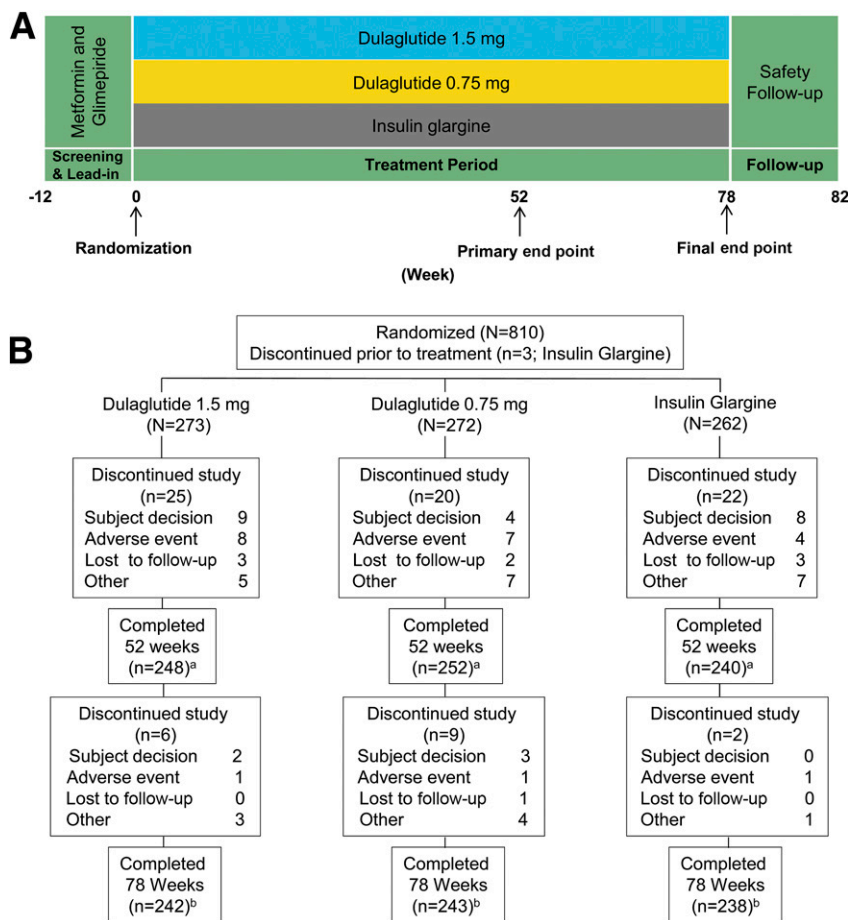 A
Metformin and
Glimepiride
Dulaglutide 1.5 mg
Dulaglutide 0.75 mg
Insulin glargine
Safety
Follow-up
Screening
& Lead-in
Treatment Period
Follow-up
-12 0 52 78 82
Randomization
Primary end point
Final end point
(Week)
B
Randomized (N=810)
Discontinued prior to treatment (n=3; Insulin Glargine)
Dulaglutide 1.5 mg
(N=273)
Dulaglutide 0.75 mg
(N=272)
Insulin Glargine
(N=262)
Discontinued study
(n=25)
Subject decision 9
Adverse event 8
Lost to follow-up 3
Other 5
Discontinued study
(n=20)
Subject decision 4
Adverse event 7
Lost to follow-up 2
Other 7
Discontinued study
(n=22)
Subject decision 8
Adverse event 4
Lost to follow-up 3
Other 7
Completed
52 weeks
(n=248)ᵃ
Completed
52 weeks
(n=252)ᵃ
Completed
52 weeks
(n=240)ᵃ
Discontinued study
(n=6)
Subject decision 2
Adverse event 1
Lost to follow-up 0
Other 3
Discontinued study
(n=9)
Subject decision 3
Adverse event 1
Lost to follow-up 1
Other 4
Discontinued study
(n=2)
Subject decision 0
Adverse event 1
Lost to follow-up 0
Other 1
Completed
78 Weeks
(n=242)ᵇ
Completed
78 Weeks
(n=243)ᵇ
Completed
78 Weeks
(n=238)ᵇ